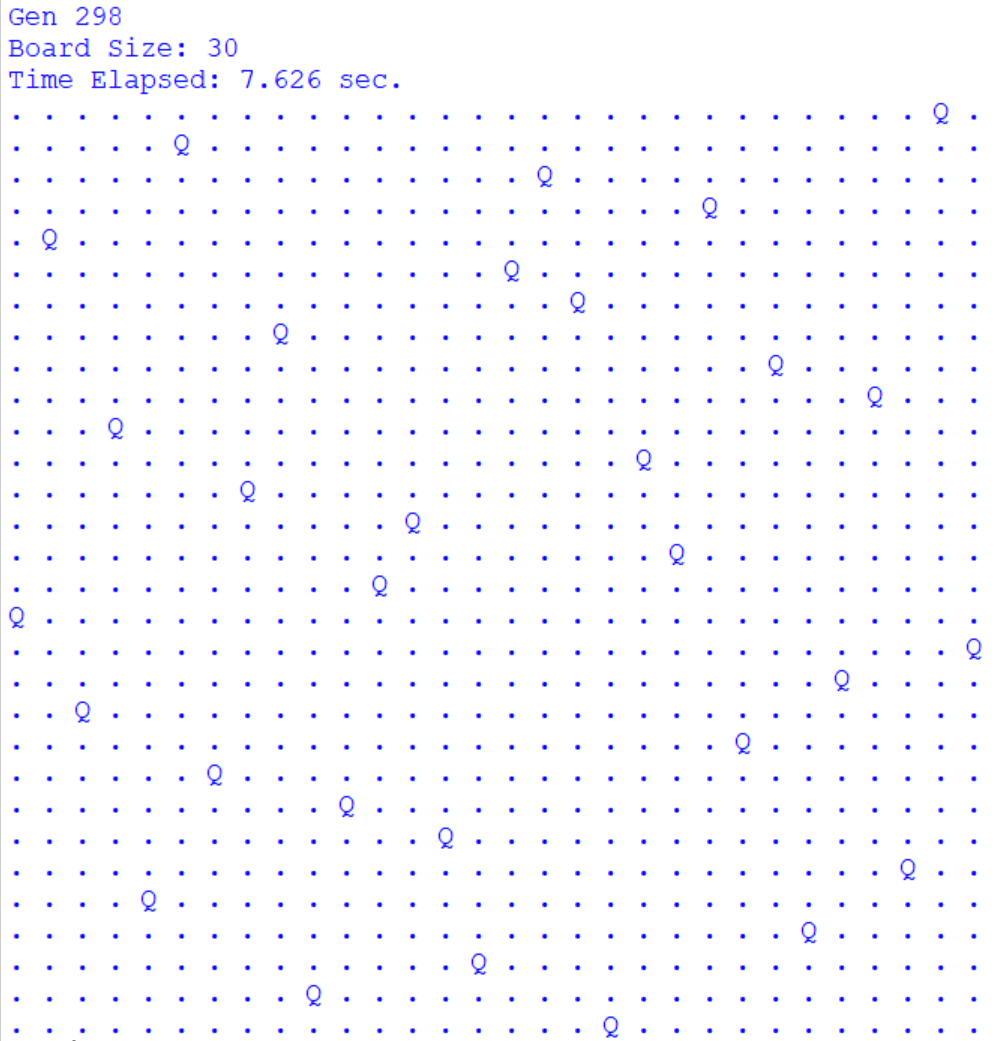 Gen 298
Board Size: 30
Time Elapsed: 7.626 sec.
. . . . . . . . . . . . . . . . . . . . . . . . . . . . Q .
. . . . . Q . . . . . . . . . . . . . . . . . . . . . . . .
. . . . . . . . . . . . . . . . Q . . . . . . . . . . . . .
. . . . . . . . . . . . . . . . . . . . . Q . . . . . . . .
. Q . . . . . . . . . . . . . . . . . . . . . . . . . . . .
. . . . . . . . . . . . . . . Q . . . . . . . . . . . . . .
. . . . . . . . . . . . . . . . . Q . . . . . . . . . . . .
. . . . . . . . Q . . . . . . . . . . . . . . . . . . . . .
. . . . . . . . . . . . . . . . . . . . . . . Q . . . . . .
. . . . . . . . . . . . . . . . . . . . . . . . . . Q . . .
. . . Q . . . . . . . . . . . . . . . . . . . . . . . . . .
. . . . . . . . . . . . . . . . . . . Q . . . . . . . . . .
. . . . . . . Q . . . . . . . . . . . . . . . . . . . . . .
. . . . . . . . . . . . Q . . . . . . . . . . . . . . . . .
. . . . . . . . . . . . . . . . . . . . Q . . . . . . . . .
. . . . . . . . . . . Q . . . . . . . . . . . . . . . . . .
Q . . . . . . . . . . . . . . . . . . . . . . . . . . . . .
. . . . . . . . . . . . . . . . . . . . . . . . . . . . . Q
. . . . . . . . . . . . . . . . . . . . . . . . . Q . . . .
. . Q . . . . . . . . . . . . . . . . . . . . . . . . . . .
. . . . . . . . . . . . . . . . . . . . . . Q . . . . . . .
. . . . . . Q . . . . . . . . . . . . . . . . . . . . . . .
. . . . . . . . . . Q . . . . . . . . . . . . . . . . . . .
. . . . . . . . . . . . . Q . . . . . . . . . . . . . . . .
. . . . . . . . . . . . . . . . . . . . . . . . . . . Q . .
. . . . Q . . . . . . . . . . . . . . . . . . . . . . . . .
. . . . . . . . . . . . . . . . . . . . . . . . Q . . . . .
. . . . . . . . . . . . . . Q . . . . . . . . . . . . . . .
. . . . . . . . . Q . . . . . . . . . . . . . . . . . . . .
. . . . . . . . . . . . . . . . . . Q . . . . . . . . . . .